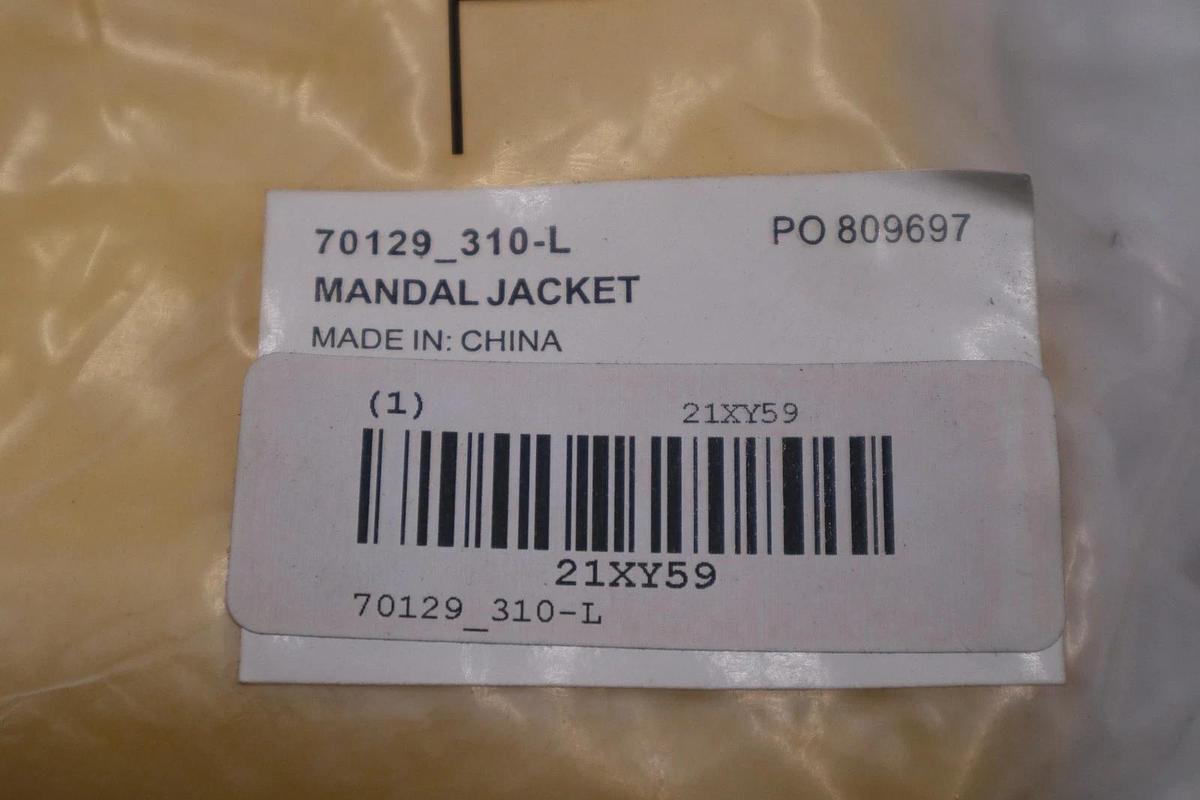 70129_310-L
PO 809697
MANDAL JACKET
MADE IN: CHINA
(1)
21XY59
21XY59
70129_310-L